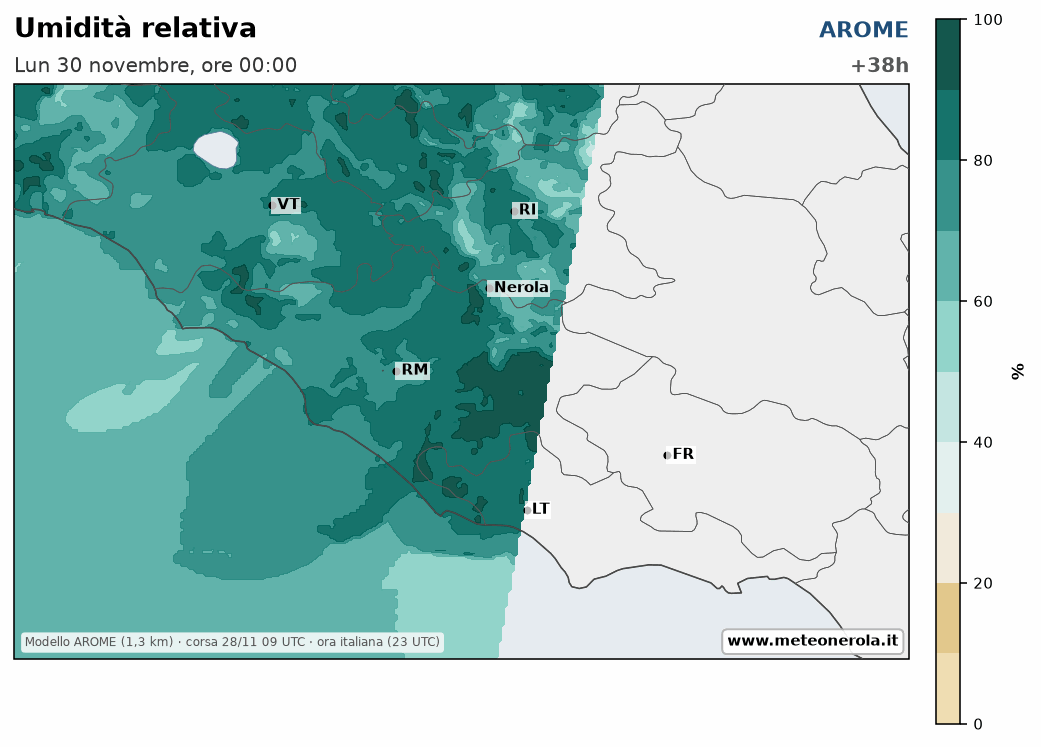 Umidità relativa
AROME
Lun 30 novembre, ore 00:00
+38h
100
80
60
40
20
0
%
VT
RI
Nerola
RM
FR
LT
Modello AROME (1,3 km) · corsa 28/11 09 UTC · ora italiana (23 UTC)
www.meteonerola.it